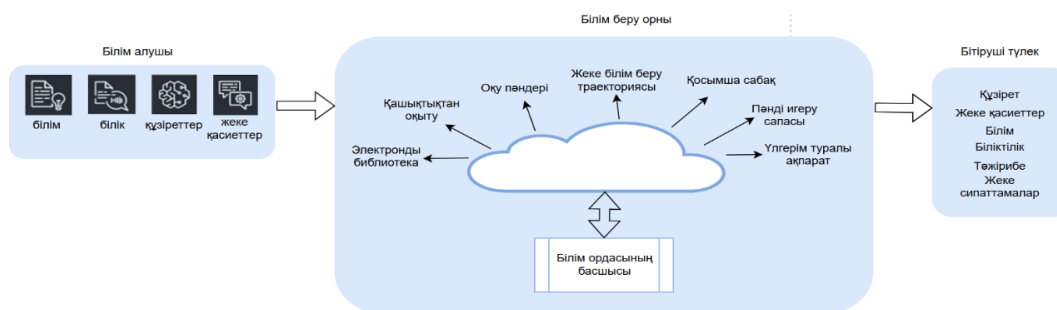 Білім алушы
білім
білік
құзіреттер
жеке
қасиеттер
Білім беру орны
Электронды
библиотека
Қашықтықтан
оқыту
Оқу пәндері
Жеке білім беру
траекториясы
Қосымша сабақ
Пәнді игеру
сапасы
Үлгерім туралы
ақпарат
Білім ордасының
басшысы
Бітіруші түлек
Құзірет
Жеке қасиеттер
Білім
Біліктілік
Тәжірибе
Жеке
сипаттамалар